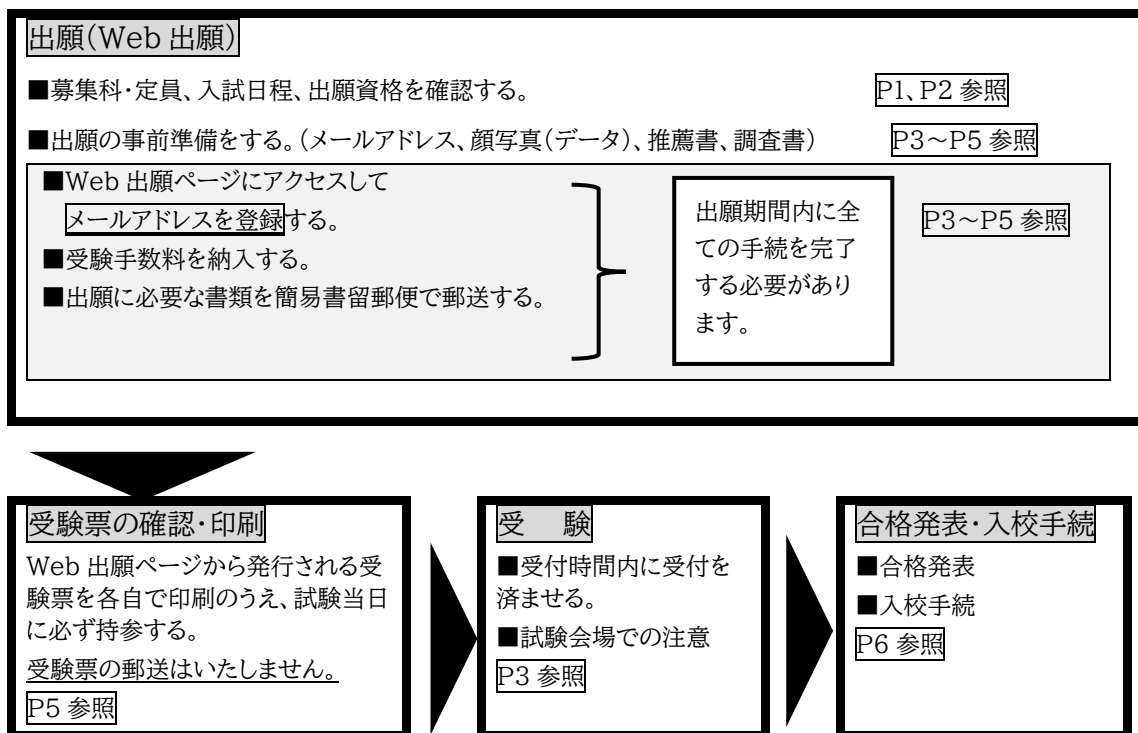 出願(Web 出願)
■募集科・定員、入試日程、出願資格を確認する。 P1、P2 参照
■出願の事前準備をする。(メールアドレス、顔写真(データ)、推薦書、調査書) P3～P5 参照
■Web 出願ページにアクセスして
メールアドレスを登録する。
■受験手数料を納入する。
■出願に必要な書類を簡易書留郵便で郵送する。
出願期間内に全
ての手続を完了
する必要があり
ます。
P3～P5 参照
受験票の確認・印刷
Web 出願ページから発行される受
験票を各自で印刷のうえ、試験当日
に必ず持参する。
受験票の郵送はいたしません。
P5 参照
受 験
■受付時間内に受付を
済ませる。
■試験会場での注意
P3 参照
合格発表・入校手続
■合格発表
■入校手続
P6 参照